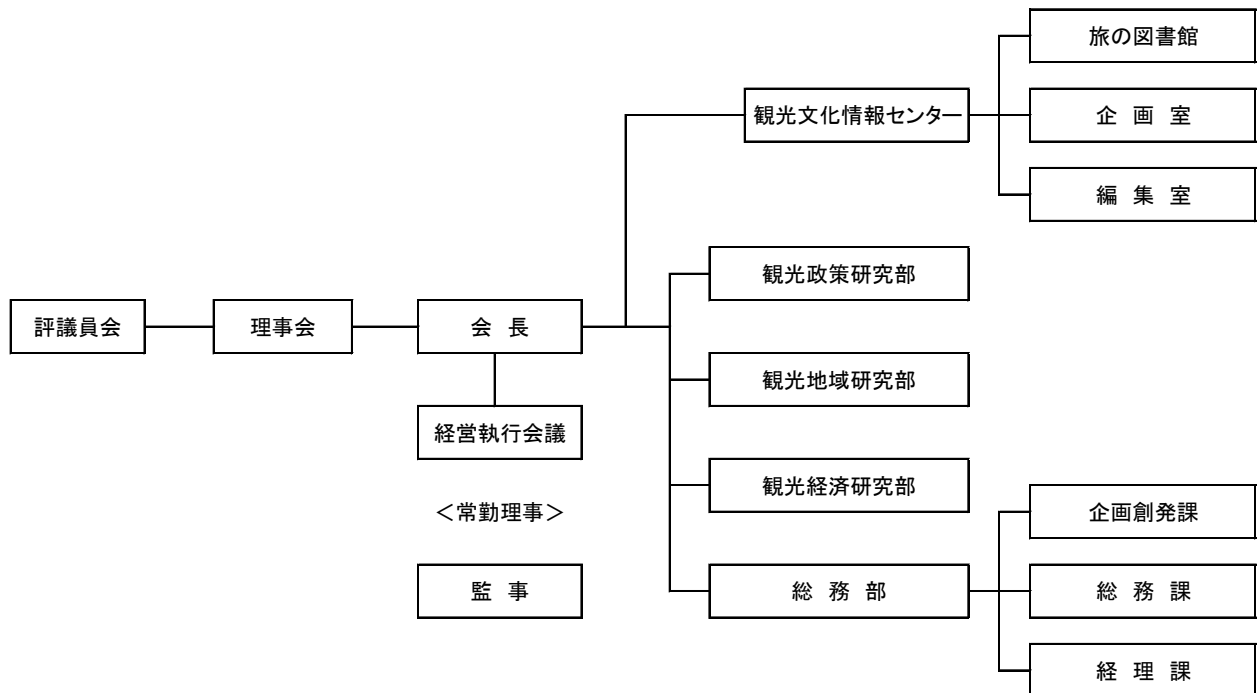 旅の図書館
観光文化情報センター
企 画 室
編 集 室
観光政策研究部
評議員会
理事会
会 長
観光地域研究部
経営執行会議
観光経済研究部
＜常勤理事＞
企画創発課
監 事
総 務 部
総 務 課
経 理 課